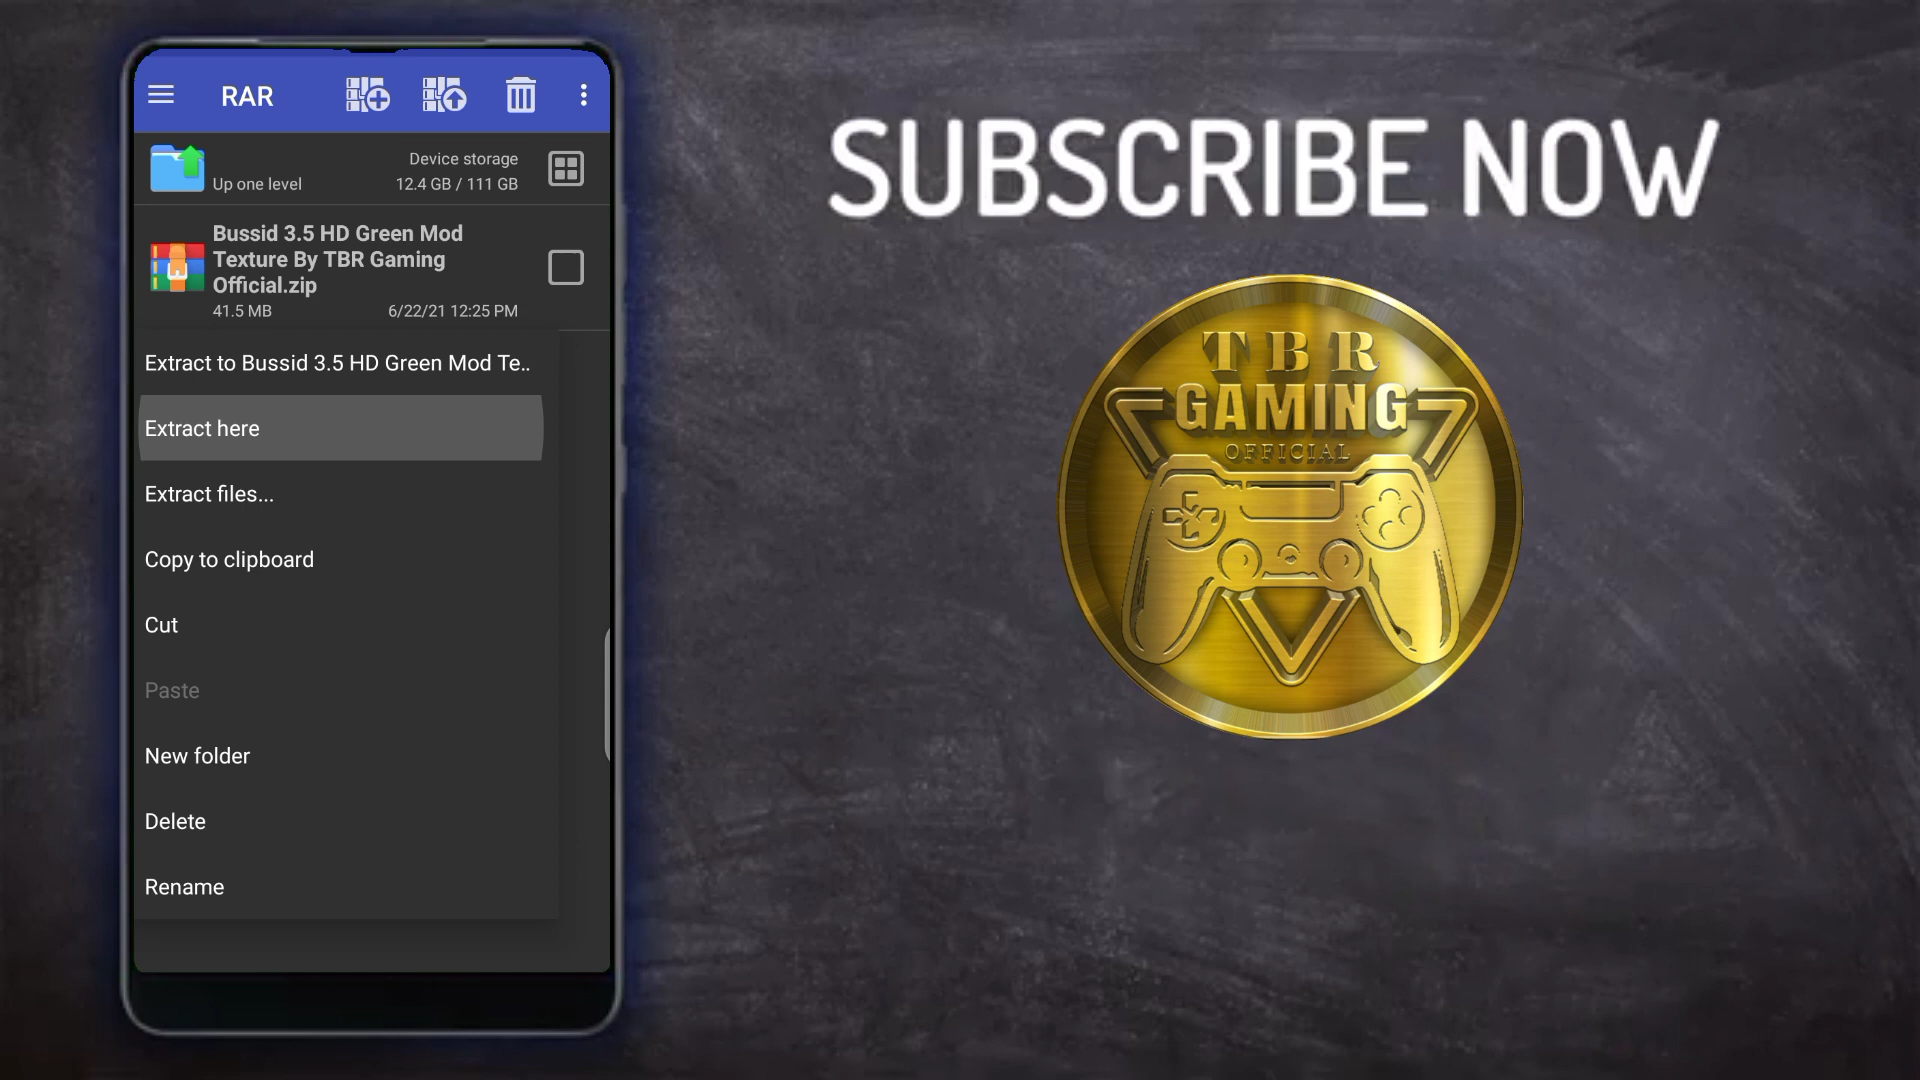 RAR
Device storage
Up one level
12.4 GB / 111 GB
Bussid 3.5 HD Green Mod
Texture By TBR Gaming
Official.zip
41.5 MB
6/22/21 12:25 PM
Extract to Bussid 3.5 HD Green Mod Te..
Extract here
Extract files...
Copy to clipboard
Cut
Paste
New folder
Delete
Rename
SUBSCRIBE NOW
TBR
GAMING
OFFICIAL